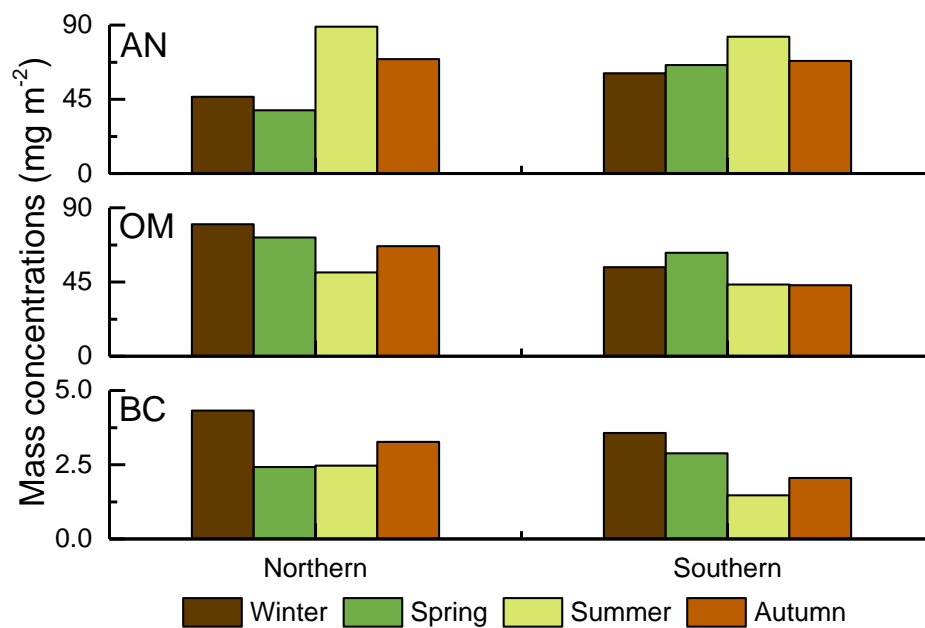 Mass concentrations (mg m-2)
90
AN
45
0
90
OM
45
0
5.0
BC
2.5
0.0
Northern Southern
Winter Spring Summer Autumn